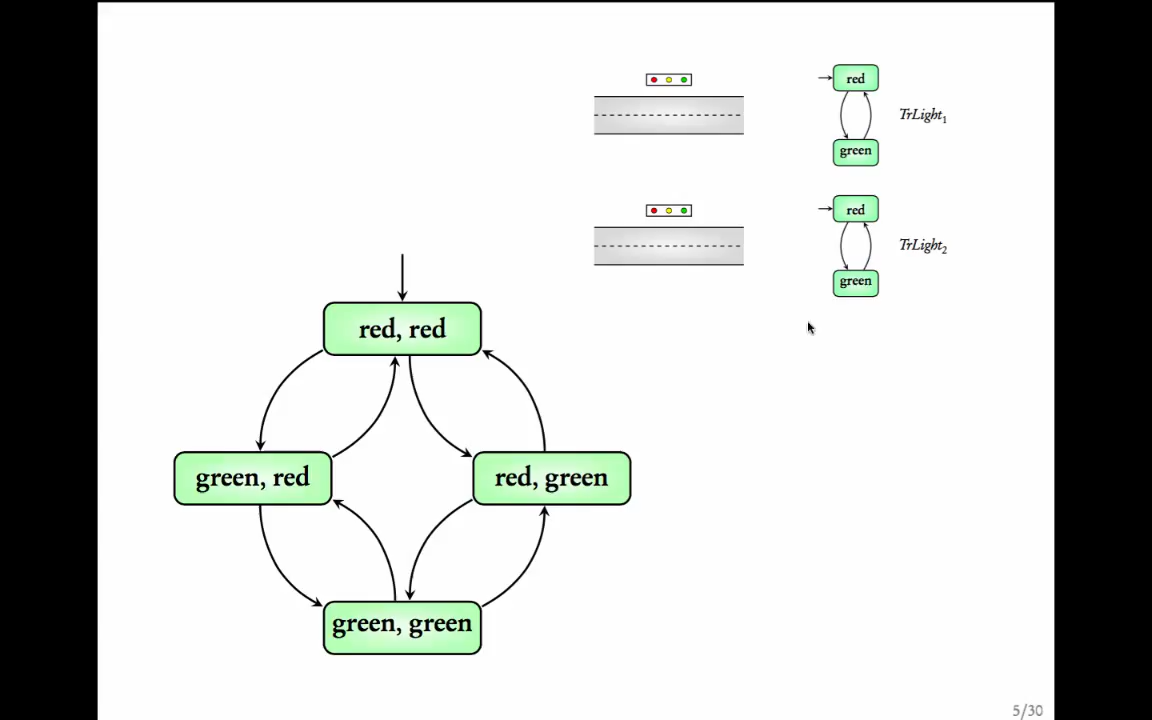 red
TrLight1
green
red
TrLight2
green
red, red
green, red
red, green
green, green
5/30